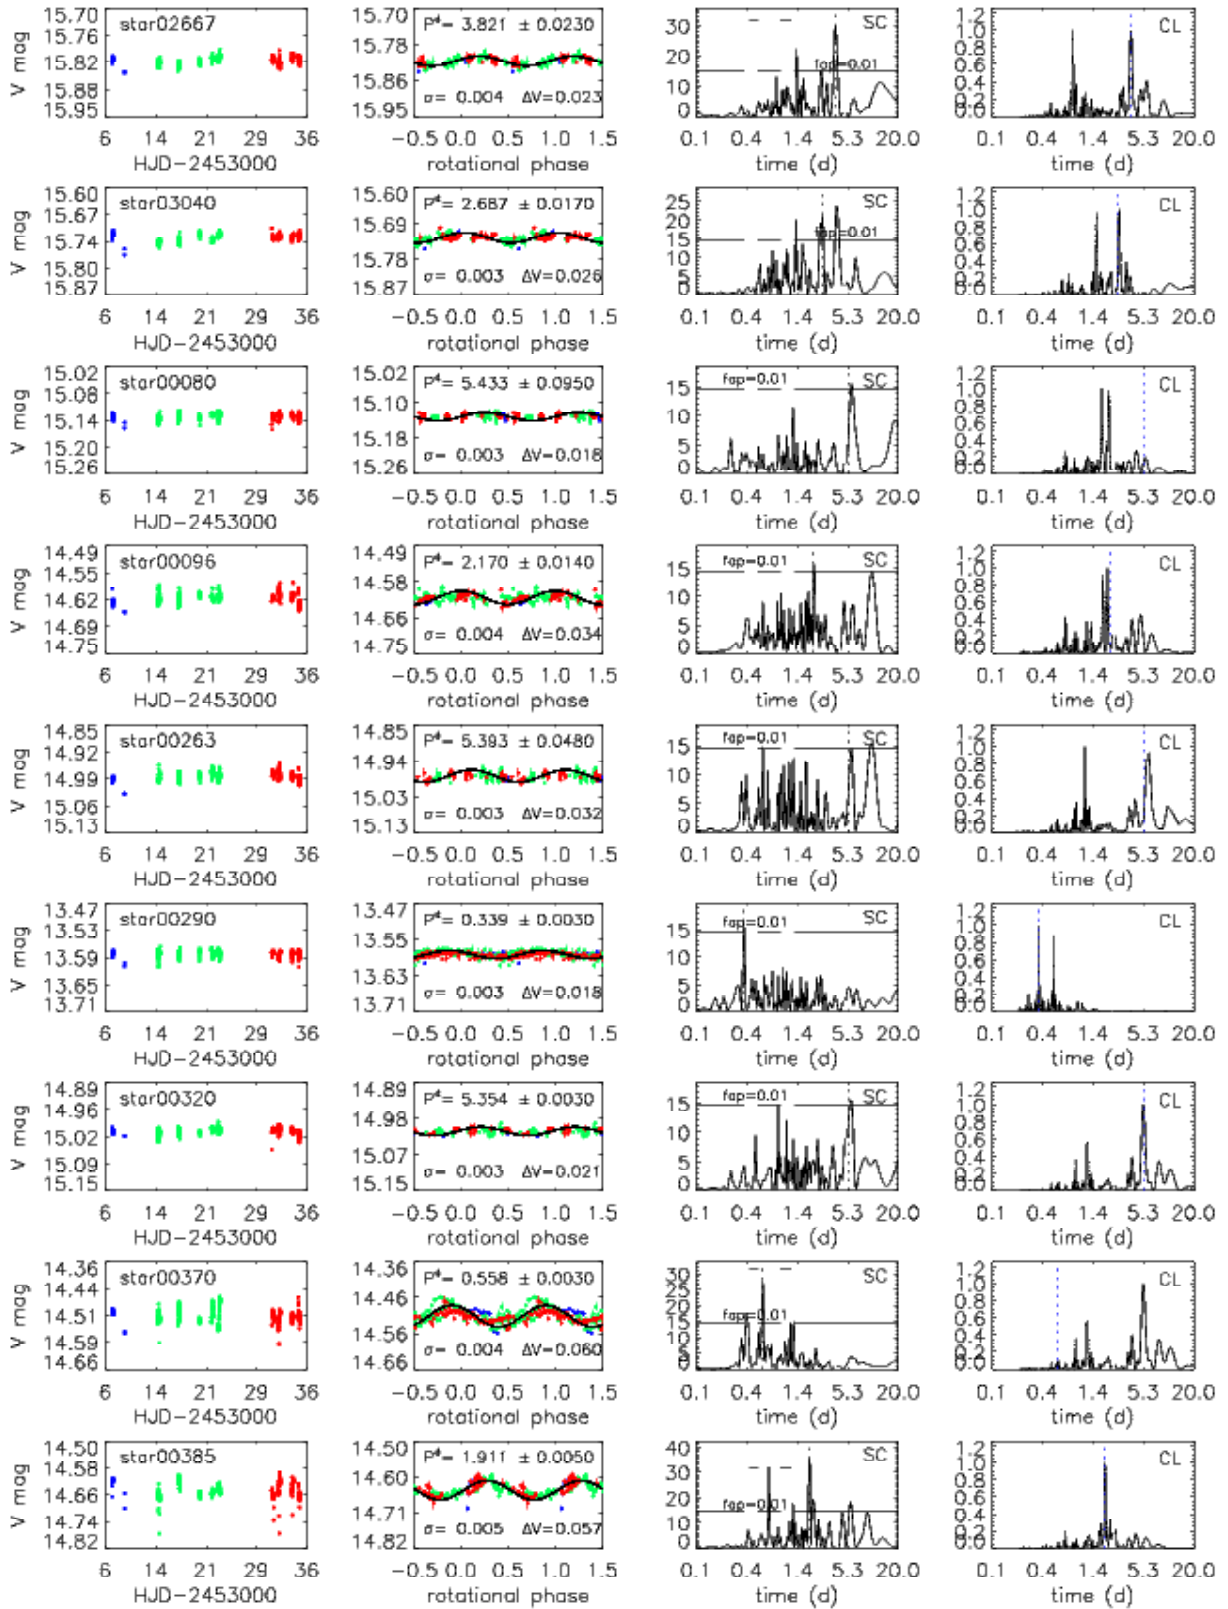 star02667
P⁴= 3.821 ± 0.0230
σ= 0.004 ΔV=0.023
SC
fap=0.01
CL
V mag
15.70
15.76
15.82
15.89
15.95
15.70
15.78
15.86
15.95
30
20
10
0
1.2
1.0
0.8
0.6
0.4
6 14 21 29 36
HJD-2453000
-0.5 0.0 0.5 1.0 1.5
rotational phase
0.1 0.4 1.4 5.3 20.0
time (d)
0.1 0.4 1.4 5.3 20.0
time (d)
star03040
P⁴= 2.687 ± 0.0170
σ= 0.003 ΔV=0.026
SC
fap=0.01
CL
V mag
15.60
15.67
15.74
15.80
15.87
15.60
15.69
15.78
15.87
25
20
15
10
5
0
1.2
1.0
0.8
0.6
0.4
6 14 21 29 36
HJD-2453000
-0.5 0.0 0.5 1.0 1.5
rotational phase
0.1 0.4 1.4 5.3 20.0
time (d)
0.1 0.4 1.4 5.3 20.0
time (d)
star00080
P⁴= 5.433 ± 0.0950
σ= 0.003 ΔV=0.018
fap=0.01
SC
CL
V mag
15.02
15.08
15.14
15.20
15.26
15.02
15.10
15.18
15.26
15
10
5
0
1.2
1.0
0.8
0.6
0.4
6 14 21 29 36
HJD-2453000
-0.5 0.0 0.5 1.0 1.5
rotational phase
0.1 0.4 1.4 5.3 20.0
time (d)
0.1 0.4 1.4 5.3 20.0
time (d)
star00096
P⁴= 2.170 ± 0.0140
σ= 0.004 ΔV=0.034
fap=0.01
SC
CL
V mag
14.49
14.55
14.62
14.69
14.75
14.49
14.58
14.66
14.75
15
10
5
0
1.2
1.0
0.8
0.6
0.4
6 14 21 29 36
HJD-2453000
-0.5 0.0 0.5 1.0 1.5
rotational phase
0.1 0.4 1.4 5.3 20.0
time (d)
0.1 0.4 1.4 5.3 20.0
time (d)
star00263
P⁴= 5.393 ± 0.0480
σ= 0.003 ΔV=0.032
fap=0.01
SC
CL
V mag
14.85
14.92
14.99
15.06
15.13
14.85
14.94
15.03
15.13
15
10
5
0
1.2
1.0
0.8
0.6
0.4
6 14 21 29 36
HJD-2453000
-0.5 0.0 0.5 1.0 1.5
rotational phase
0.1 0.4 1.4 5.3 20.0
time (d)
0.1 0.4 1.4 5.3 20.0
time (d)
star00290
P⁴= 0.339 ± 0.0030
σ= 0.003 ΔV=0.018
fap=0.01
SC
CL
V mag
13.47
13.53
13.59
13.65
13.71
13.47
13.55
13.63
13.71
15
10
5
0
1.2
1.0
0.8
0.6
0.4
6 14 21 29 36
HJD-2453000
-0.5 0.0 0.5 1.0 1.5
rotational phase
0.1 0.4 1.4 5.3 20.0
time (d)
0.1 0.4 1.4 5.3 20.0
time (d)
star00320
P⁴= 5.354 ± 0.0030
σ= 0.003 ΔV=0.021
fap=0.01
SC
CL
V mag
14.89
14.96
15.02
15.09
15.15
14.89
14.98
15.07
15.15
15
10
5
0
1.2
1.0
0.8
0.6
0.4
6 14 21 29 36
HJD-2453000
-0.5 0.0 0.5 1.0 1.5
rotational phase
0.1 0.4 1.4 5.3 20.0
time (d)
0.1 0.4 1.4 5.3 20.0
time (d)
star00370
P⁴= 0.558 ± 0.0030
σ= 0.004 ΔV=0.060
SC
fap=0.01
CL
V mag
14.36
14.44
14.51
14.59
14.66
14.36
14.46
14.56
14.66
30
25
20
15
10
5
0
1.2
1.0
0.8
0.6
0.4
6 14 21 29 36
HJD-2453000
-0.5 0.0 0.5 1.0 1.5
rotational phase
0.1 0.4 1.4 5.3 20.0
time (d)
0.1 0.4 1.4 5.3 20.0
time (d)
star00385
P⁴= 1.911 ± 0.0050
σ= 0.005 ΔV=0.057
SC
fap=0.01
CL
V mag
14.50
14.58
14.66
14.74
14.82
14.50
14.60
14.71
14.82
40
30
20
10
0
1.2
1.0
0.8
0.6
0.4
6 14 21 29 36
HJD-2453000
-0.5 0.0 0.5 1.0 1.5
rotational phase
0.1 0.4 1.4 5.3 20.0
time (d)
0.1 0.4 1.4 5.3 20.0
time (d)